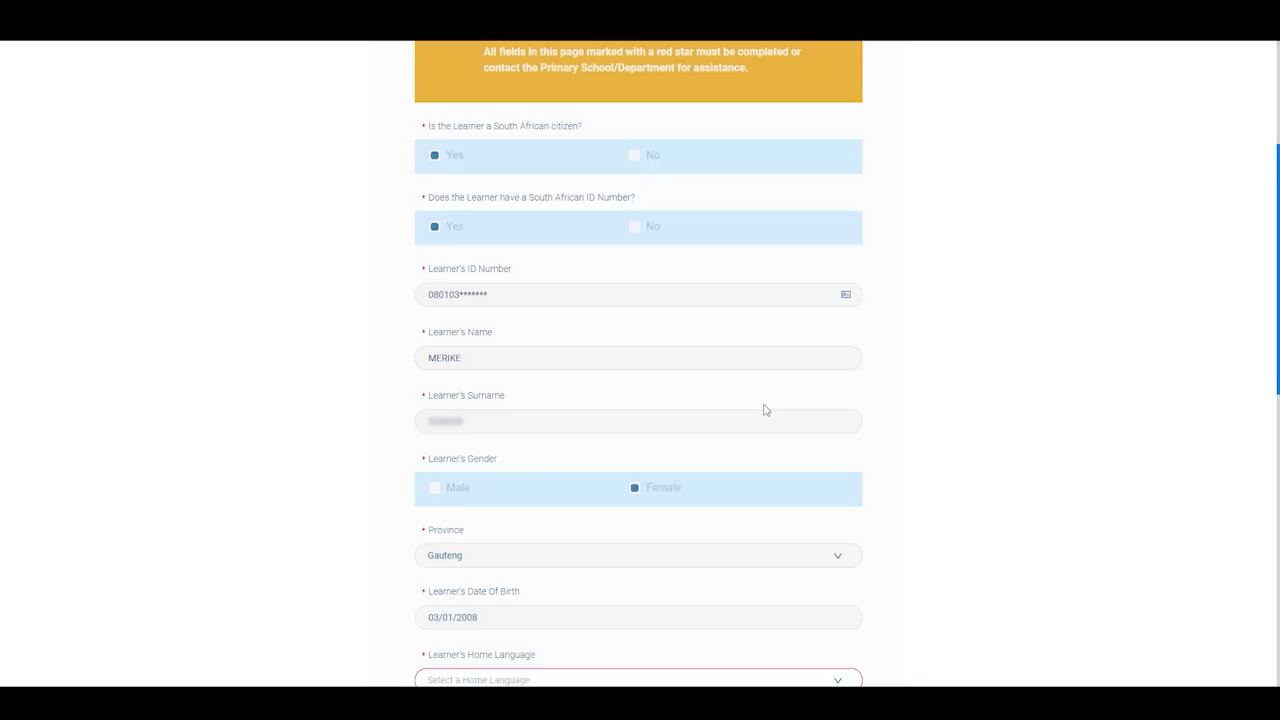 All fields in this page marked with a red star must be completed or
contact the Primary School/Department for assistance.
* Is the Learner a South African citizen?
Yes No
* Does the Learner have a South African ID Number?
Yes No
* Learner's ID Number
080103*******
* Learner's Name
MERIKE
* Learner's Surname
* Learner's Gender
Male Female
* Province
Gauteng
* Learner's Date Of Birth
03/01/2008
* Learner's Home Language
Select a Home Language